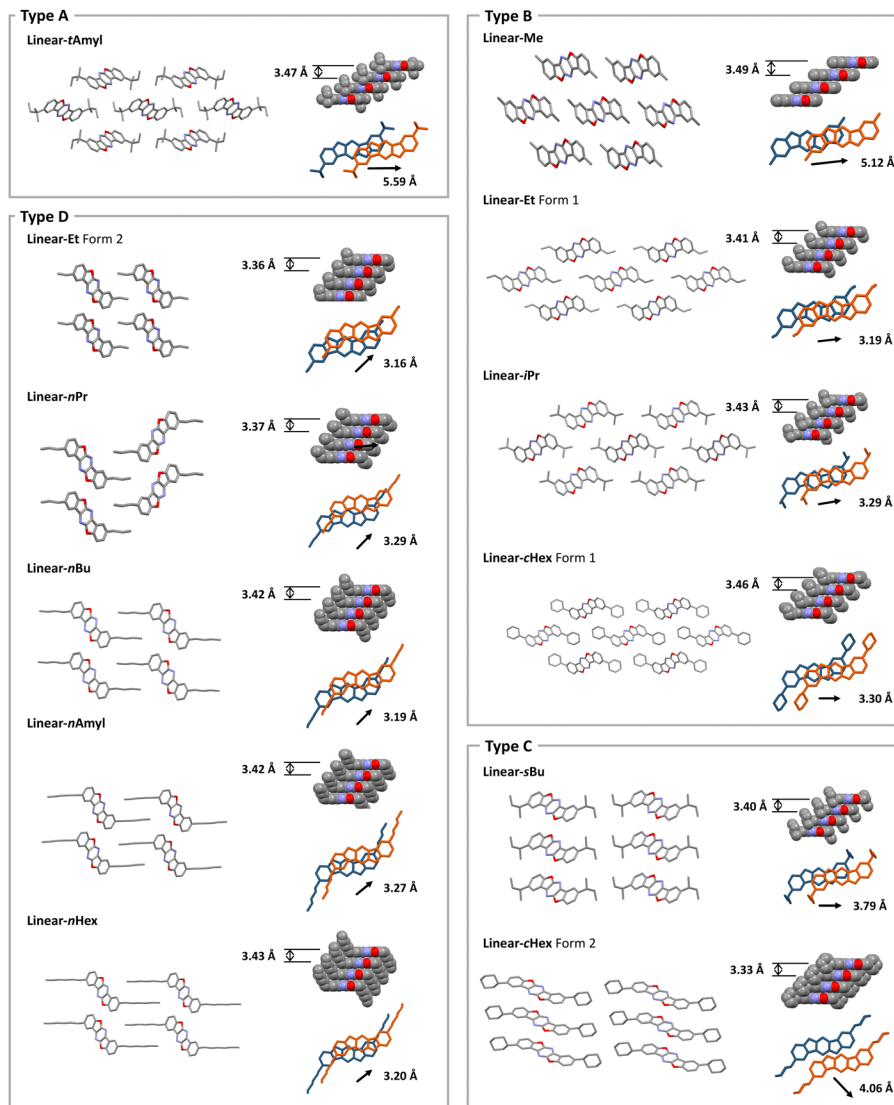 Type A
Linear-tAmyl
3.47 Å
5.59 Å
Type D
Linear-Et Form 2
3.36 Å
3.16 Å
Linear-nPr
3.37 Å
3.29 Å
Linear-nBu
3.42 Å
3.19 Å
Linear-nAmyl
3.42 Å
3.27 Å
Linear-nHex
3.43 Å
3.20 Å
Type B
Linear-Me
3.49 Å
5.12 Å
Linear-Et Form 1
3.41 Å
3.19 Å
Linear-iPr
3.43 Å
3.29 Å
Linear-cHex Form 1
3.46 Å
3.30 Å
Type C
Linear-sBu
3.40 Å
3.79 Å
Linear-cHex Form 2
3.33 Å
4.06 Å